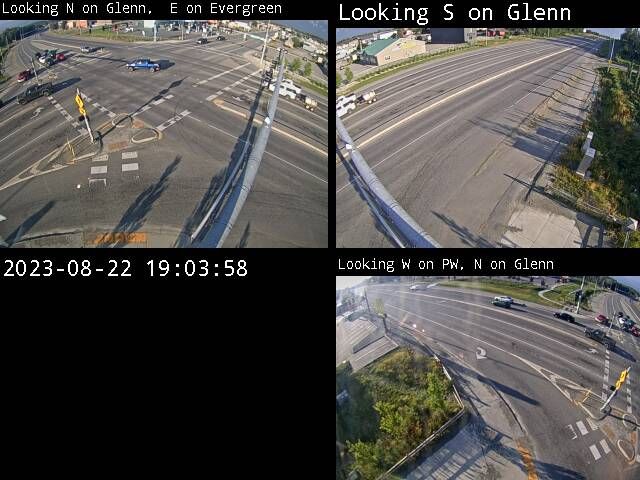 Looking N on Glenn, E on Evergreen
Looking S on Glenn
2023-08-22 19:03:58
Looking W on PW, N on Glenn